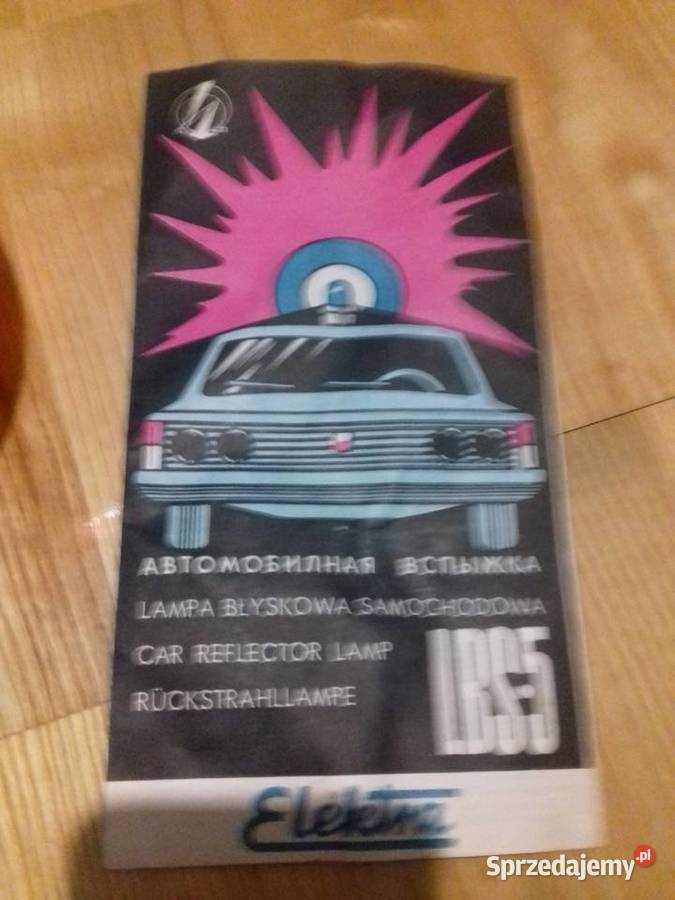 АВТОМОБИЛНАЯ ВСПЫЖКА
LAMPA BŁYSKOWA SAMOCHODOWA
CAR REFLECTOR LAMP
RÜCKSTRAHLLAMPE
LBS-5
Elektra
Sprzedajemy.pl